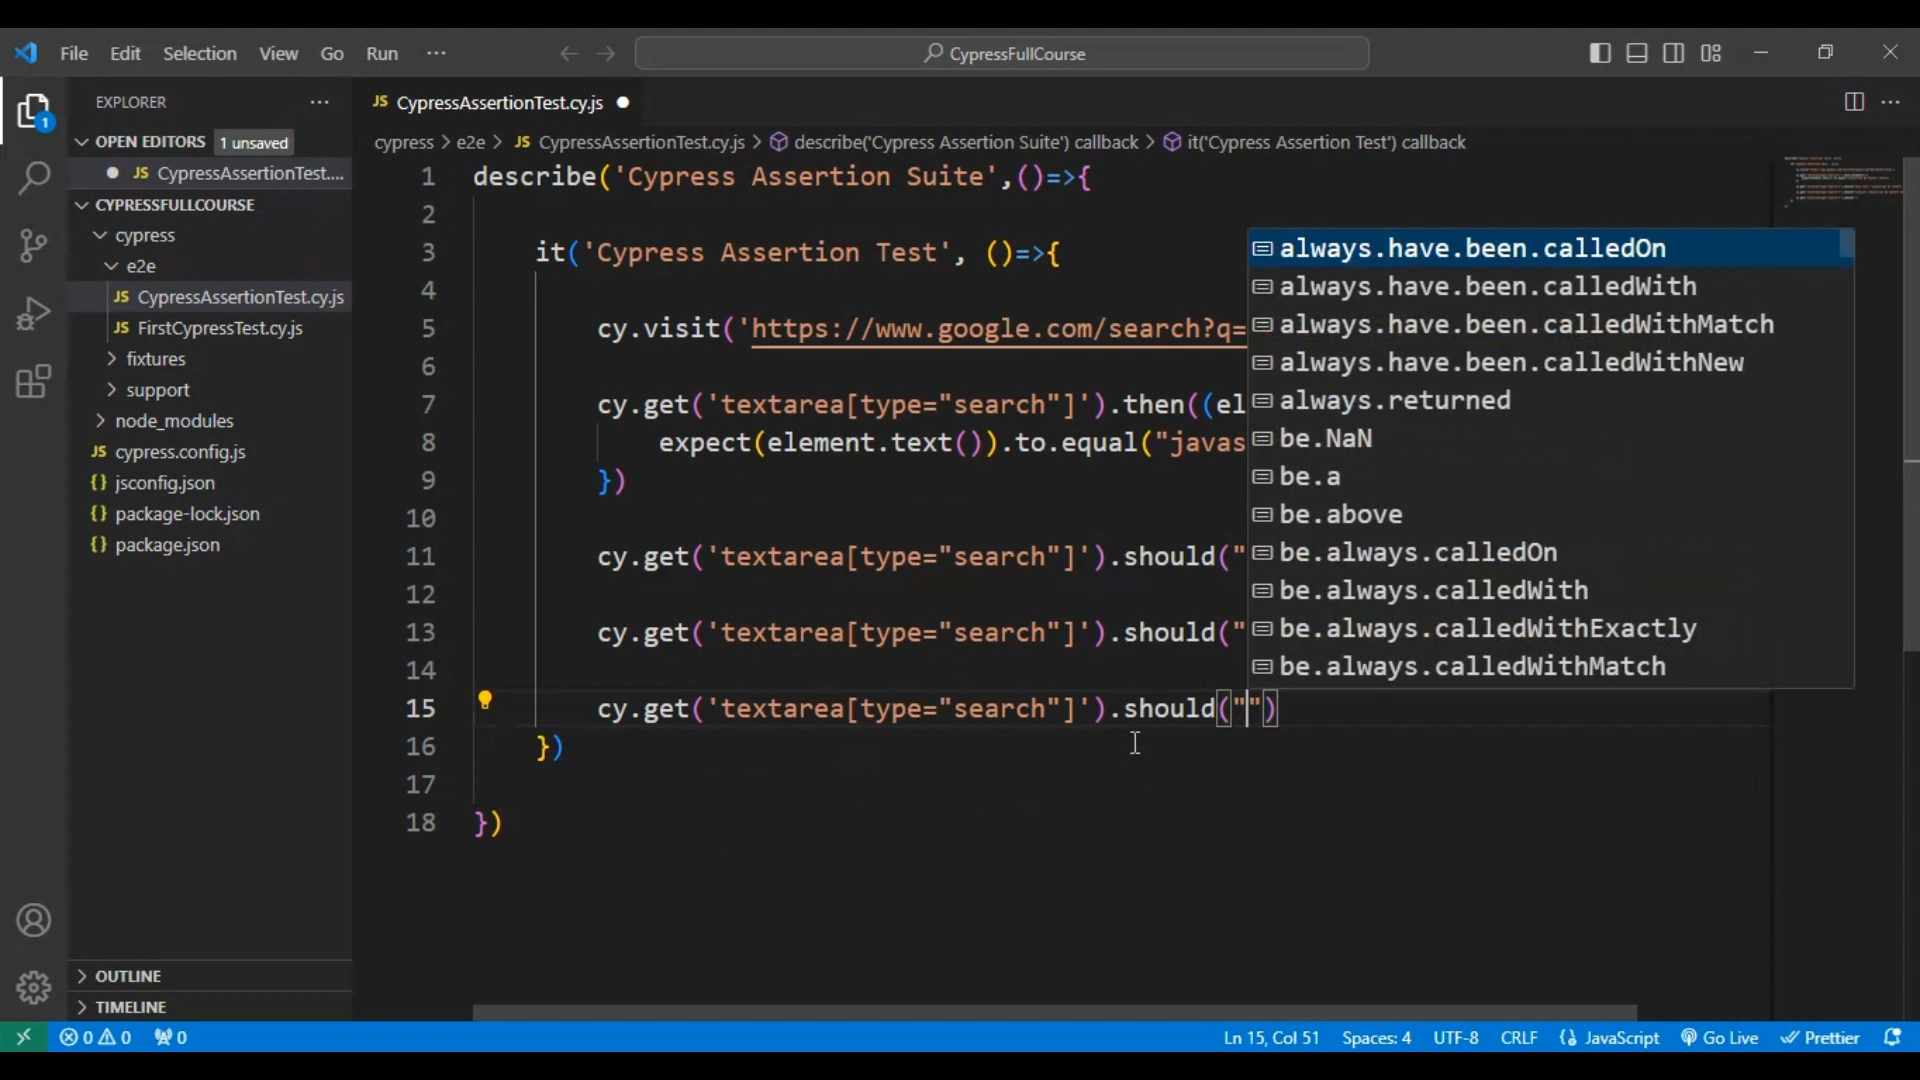 File Edit Selection View Go Run ··· CypressFullCourse
EXPLORER ···
OPEN EDITORS 1 unsaved
JS CypressAssertionTest....
CYPRESSFULLCOURSE
cypress
e2e
JS CypressAssertionTest.cy.js
JS FirstCypressTest.cy.js
fixtures
support
node_modules
JS cypress.config.js
{} jsconfig.json
{} package-lock.json
{} package.json
OUTLINE
TIMELINE
1
JS CypressAssertionTest.cy.js ● ···
cypress > e2e > JS CypressAssertionTest.cy.js > describe('Cypress Assertion Suite') callback > it('Cypress Assertion Test') callback
1 describe('Cypress Assertion Suite',()=>{
2
3 it('Cypress Assertion Test', ()=>{
4
5 cy.visit('https://www.google.com/search?q=
6
7 cy.get('textarea[type="search"]').then((el
8 expect(element.text()).to.equal("javas
9 })
10
11 cy.get('textarea[type="search"]').should("
12
13 cy.get('textarea[type="search"]').should("
14
15 cy.get('textarea[type="search"]').should("")
16 })
17
18 })
always.have.been.calledOn
always.have.been.calledWith
always.have.been.calledWithMatch
always.have.been.calledWithNew
always.returned
be.NaN
be.a
be.above
be.always.calledOn
be.always.calledWith
be.always.calledWithExactly
be.always.calledWithMatch
0 0 0 Ln 15, Col 51 Spaces: 4 UTF-8 CRLF {} JavaScript Go Live Prettier